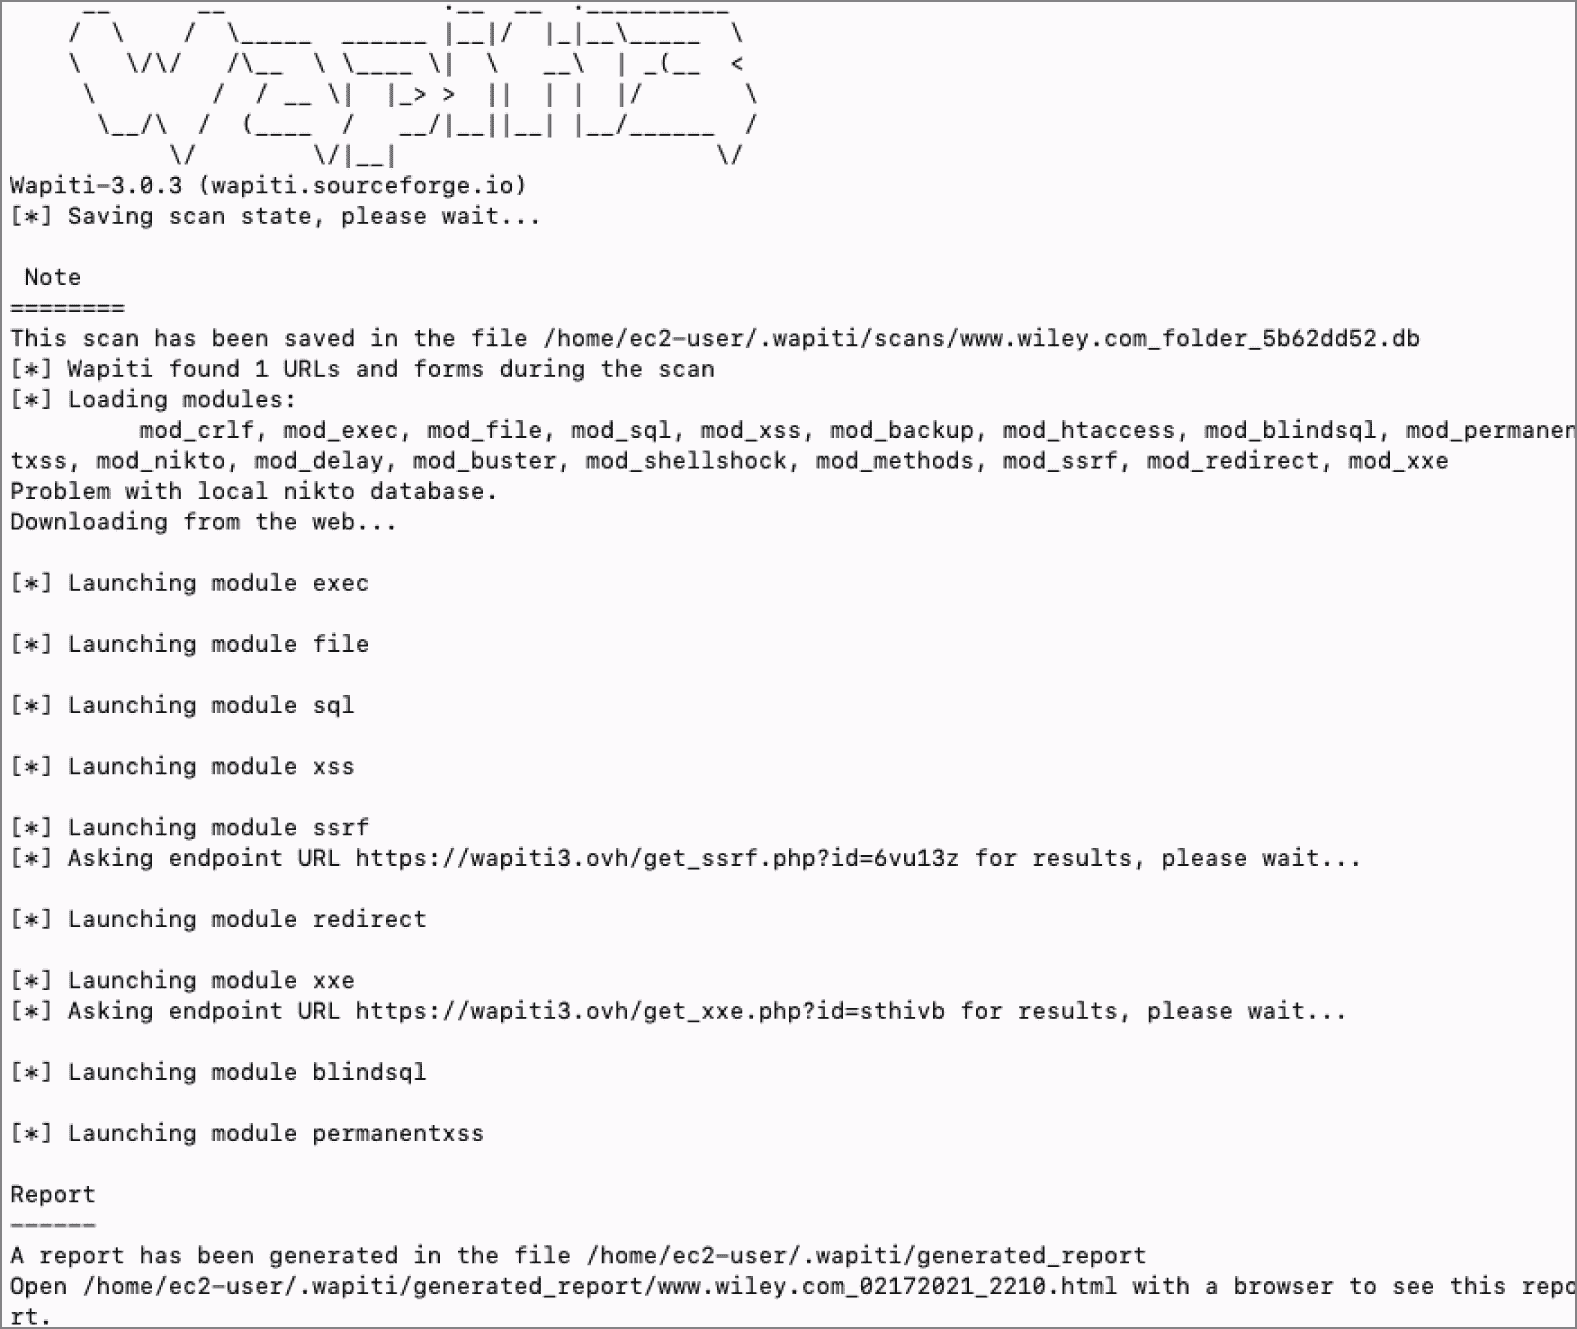 Wapiti-3.0.3 (wapiti.sourceforge.io)
[*] Saving scan state, please wait...
Note
========
This scan has been saved in the file /home/ec2-user/.wapiti/scans/www.wiley.com_folder_5b62dd52.db
[*] Wapiti found 1 URLs and forms during the scan
[*] Loading modules:
mod_crlf, mod_exec, mod_file, mod_sql, mod_xss, mod_backup, mod_htaccess, mod_blindsql, mod_permanen
txss, mod_nikto, mod_delay, mod_buster, mod_shellshock, mod_methods, mod_ssrf, mod_redirect, mod_xxe
Problem with local nikto database.
Downloading from the web...
[*] Launching module exec
[*] Launching module file
[*] Launching module sql
[*] Launching module xss
[*] Launching module ssrf
[*] Asking endpoint URL https://wapiti3.ovh/get_ssrf.php?id=6vu13z for results, please wait...
[*] Launching module redirect
[*] Launching module xxe
[*] Asking endpoint URL https://wapiti3.ovh/get_xxe.php?id=sthivb for results, please wait...
[*] Launching module blindsql
[*] Launching module permanentxss
Report
------
A report has been generated in the file /home/ec2-user/.wapiti/generated_report
Open /home/ec2-user/.wapiti/generated_report/www.wiley.com_02172021_2210.html with a browser to see this repo
rt.